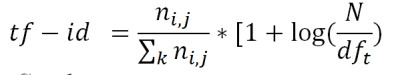 tf − id = n_{i,j} / ∑_k n_{i,j} * [1 + log(N / df_t)